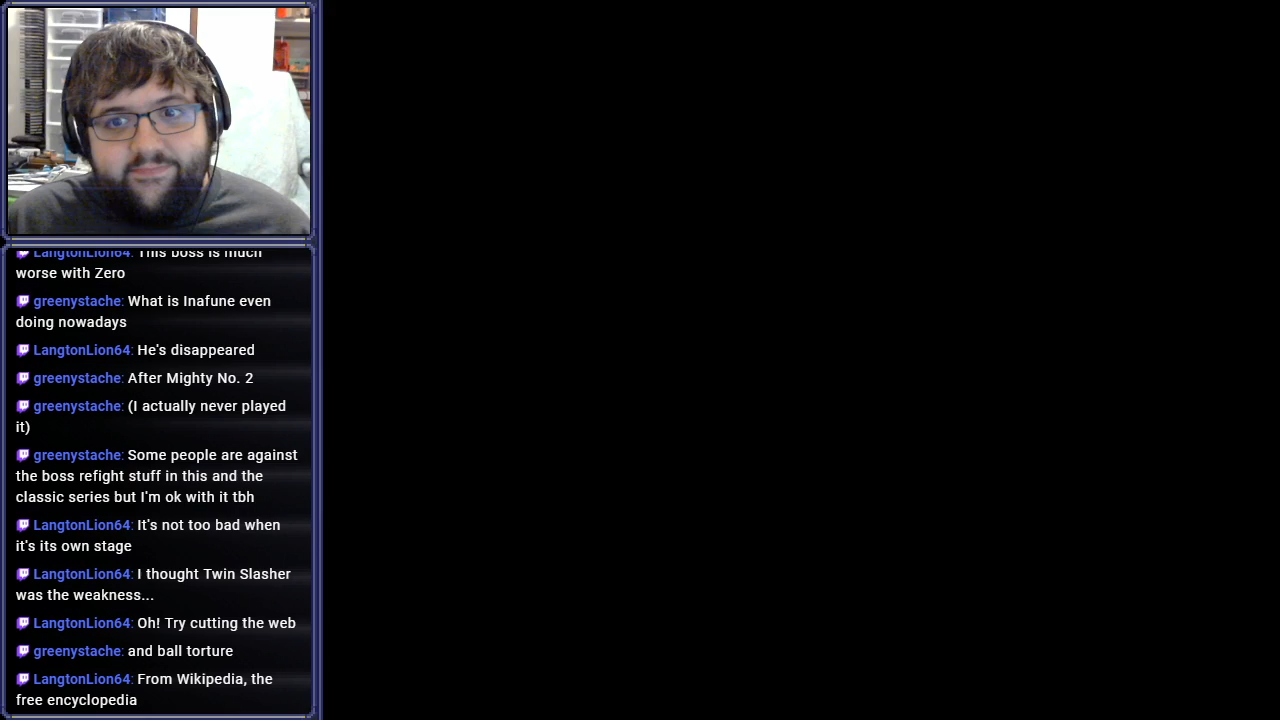 LangtonLion64: This boss is much
worse with Zero
greenystache: What is Inafune even
doing nowadays
LangtonLion64: He's disappeared
greenystache: After Mighty No. 2
greenystache: (I actually never played
it)
greenystache: Some people are against
the boss refight stuff in this and the
classic series but I'm ok with it tbh
LangtonLion64: It's not too bad when
it's its own stage
LangtonLion64: I thought Twin Slasher
was the weakness...
LangtonLion64: Oh! Try cutting the web
greenystache: and ball torture
LangtonLion64: From Wikipedia, the
free encyclopedia